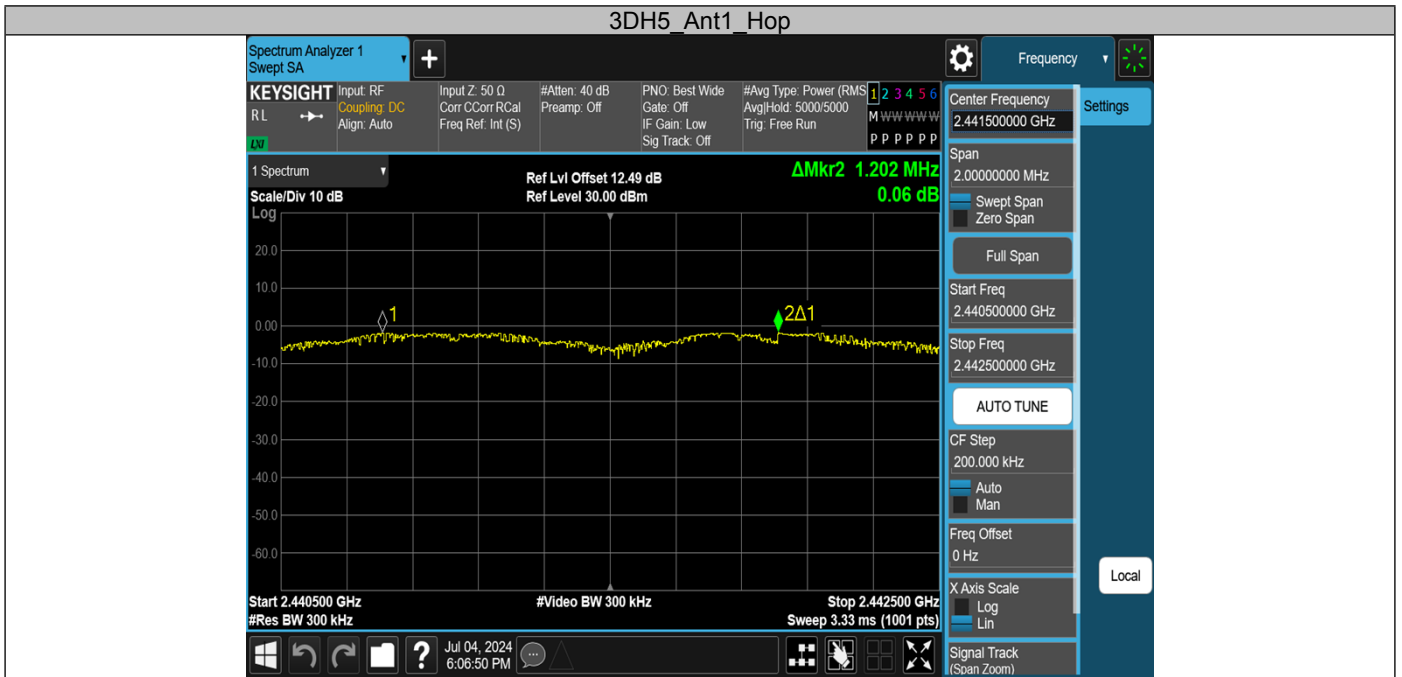 3DH5_Ant1_Hop
Spectrum Analyzer 1
Swept SA
+
Frequency
KEYSIGHT
RL
LXI
Input: RF
Coupling: DC
Align: Auto
Input Z: 50 Ω
Corr CCorr RCal
Freq Ref: Int (S)
#Atten: 40 dB
Preamp: Off
PNO: Best Wide
Gate: Off
IF Gain: Low
Sig Track: Off
#Avg Type: Power (RMS
Avg|Hold: 5000/5000
Trig: Free Run
1 2 3 4 5 6
M W W W W W
P P P P P P
1 Spectrum
Scale/Div 10 dB
Ref Lvl Offset 12.49 dB
Ref Level 30.00 dBm
ΔMkr2 1.202 MHz
0.06 dB
Log
20.0
10.0
0.00
-10.0
-20.0
-30.0
-40.0
-50.0
-60.0
1
2Δ1
Start 2.440500 GHz
#Res BW 300 kHz
#Video BW 300 kHz
Stop 2.442500 GHz
Sweep 3.33 ms (1001 pts)
Center Frequency
2.441500000 GHz
Settings
Span
2.00000000 MHz
Swept Span
Zero Span
Full Span
Start Freq
2.440500000 GHz
Stop Freq
2.442500000 GHz
AUTO TUNE
CF Step
200.000 kHz
Auto
Man
Freq Offset
0 Hz
X Axis Scale
Log
Lin
Local
Signal Track
(Span Zoom)
?
Jul 04, 2024
6:06:50 PM